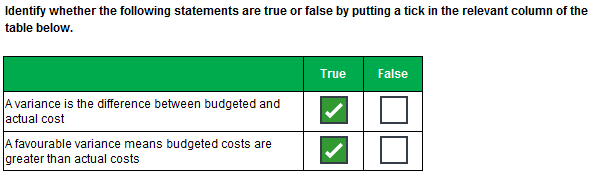 Identify whether the following statements are true or false by putting a tick in the relevant column of the
table below.
True False
A variance is the difference between budgeted and
actual cost
A favourable variance means budgeted costs are
greater than actual costs